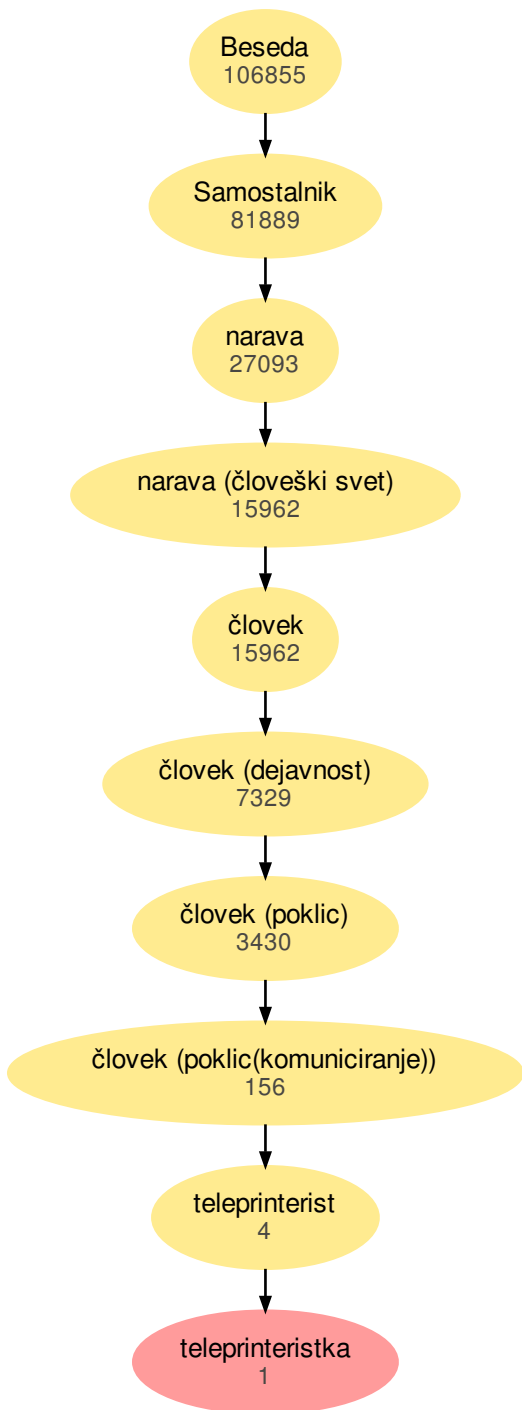 Beseda
106855
Samostalnik
81889
narava
27093
narava (človeški svet)
15962
človek
15962
človek (dejavnost)
7329
človek (poklic)
3430
človek (poklic(komuniciranje))
156
teleprinterist
4
teleprinteristka
1